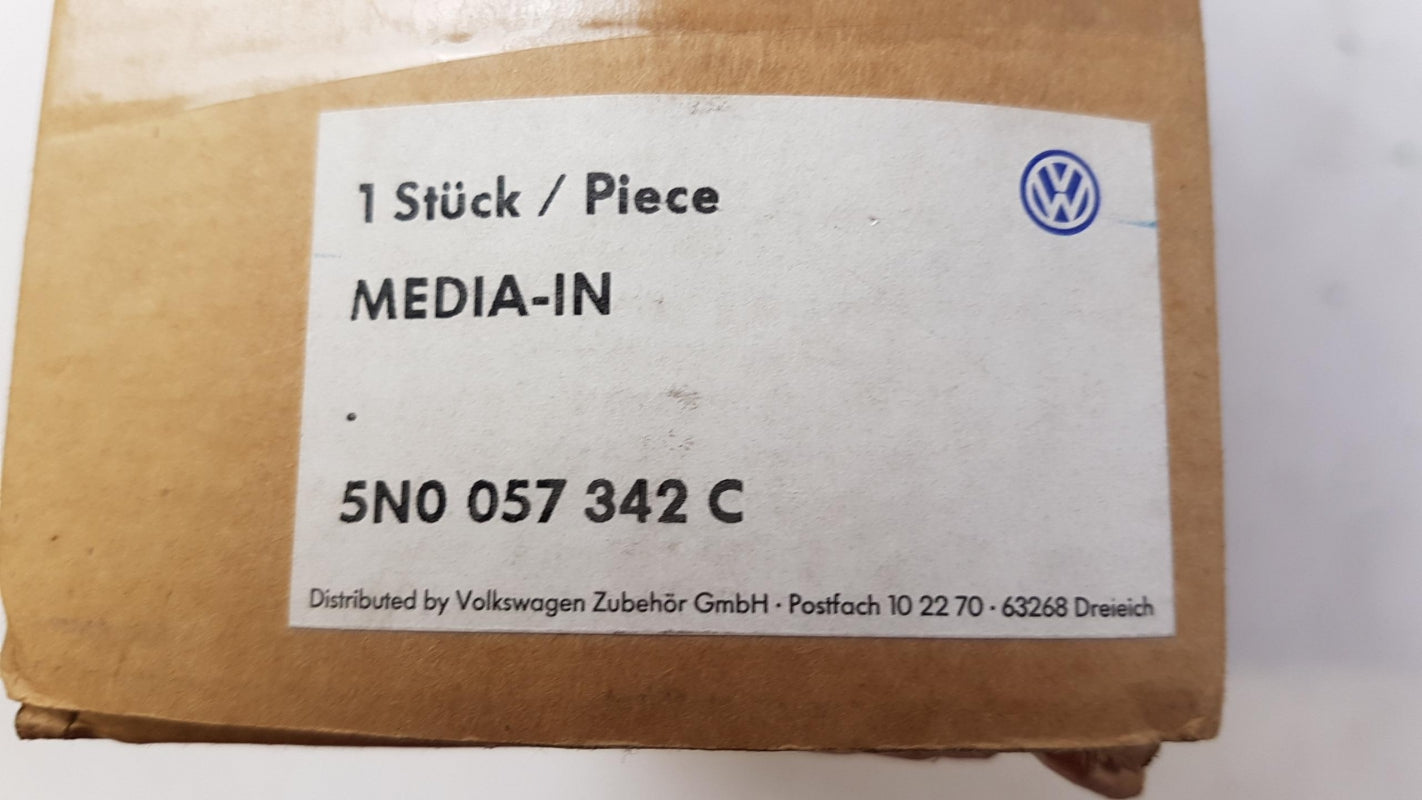 1 Stück / Piece
MEDIA-IN
.
5N0 057 342 C
Distributed by Volkswagen Zubehör GmbH · Postfach 10 22 70 · 63268 Dreieich